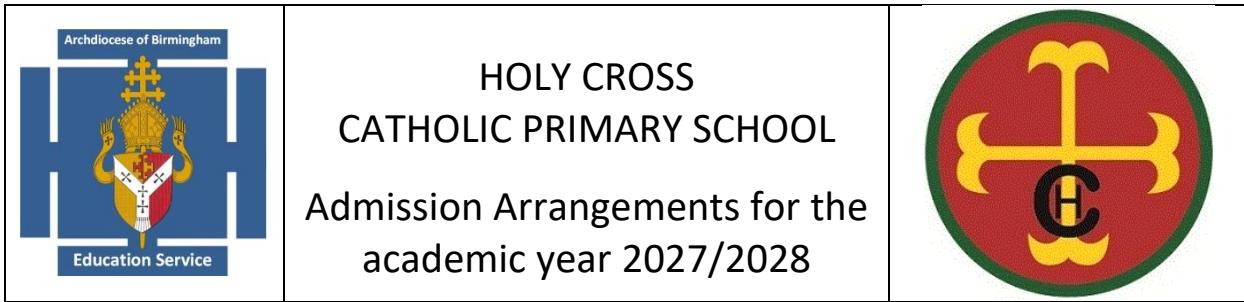 Archdiocese of Birmingham
Education Service
HOLY CROSS
CATHOLIC PRIMARY SCHOOL
Admission Arrangements for the
academic year 2027/2028
C
H